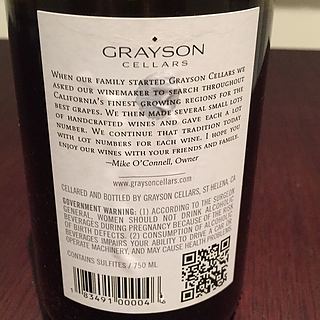 GRAYSON
CELLARS
When our family started Grayson Cellars we
asked our winemaker to search throughout
California's finest growing regions for the
best grapes. We then made several small lots
of handcrafted wines and gave each a lot
number. We continue that tradition today
with lot numbers for each wine. I hope you
enjoy our wines with your friends and family.
—Mike O'Connell, Owner
www.graysoncellars.com
CELLARED AND BOTTLED BY GRAYSON CELLARS, ST HELENA, CA
GOVERNMENT WARNING: (1) ACCORDING TO THE SURGEON
GENERAL, WOMEN SHOULD NOT DRINK ALCOHOLIC
BEVERAGES DURING PREGNANCY BECAUSE OF THE RISK
OF BIRTH DEFECTS. (2) CONSUMPTION OF ALCOHOLIC
BEVERAGES IMPAIRS YOUR ABILITY TO DRIVE A CAR OR
OPERATE MACHINERY, AND MAY CAUSE HEALTH PROBLEMS.
CONTAINS SULFITES / 750 ML
1 83491 00004 6